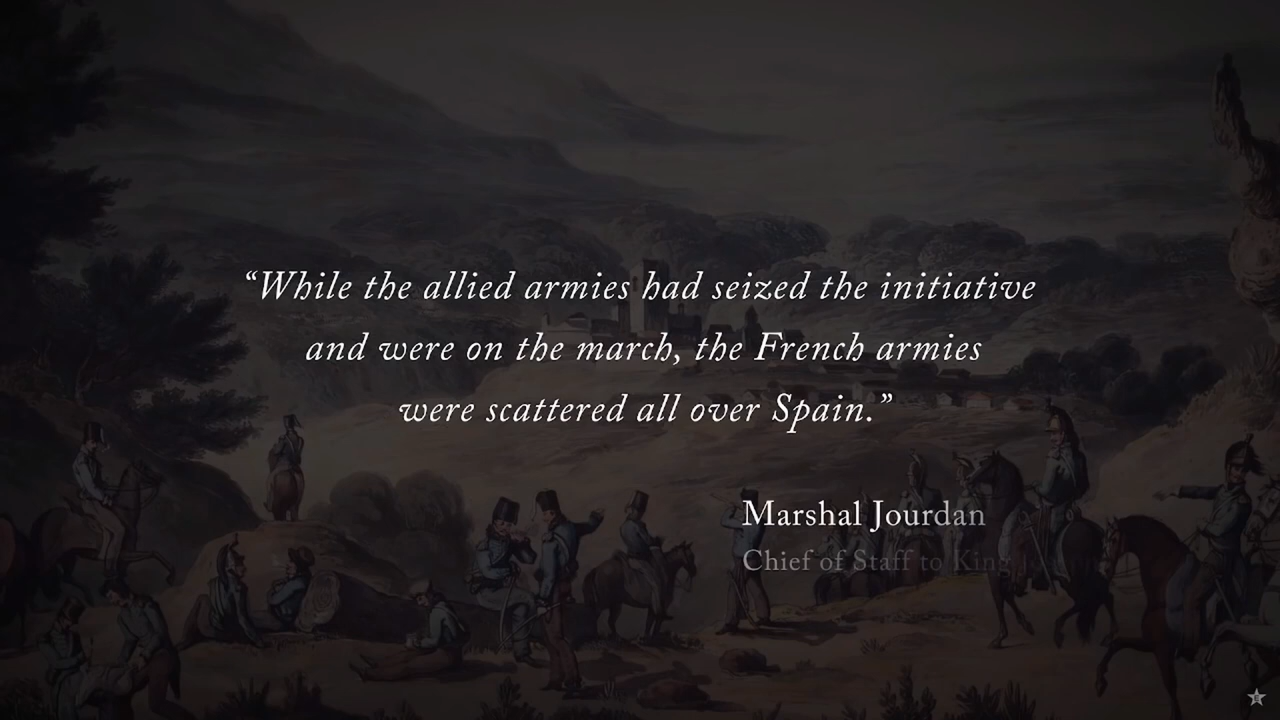 “While the allied armies had seized the initiative
and were on the march, the French armies
were scattered all over Spain.”
Marshal Jourdan
Chief of Staff to King